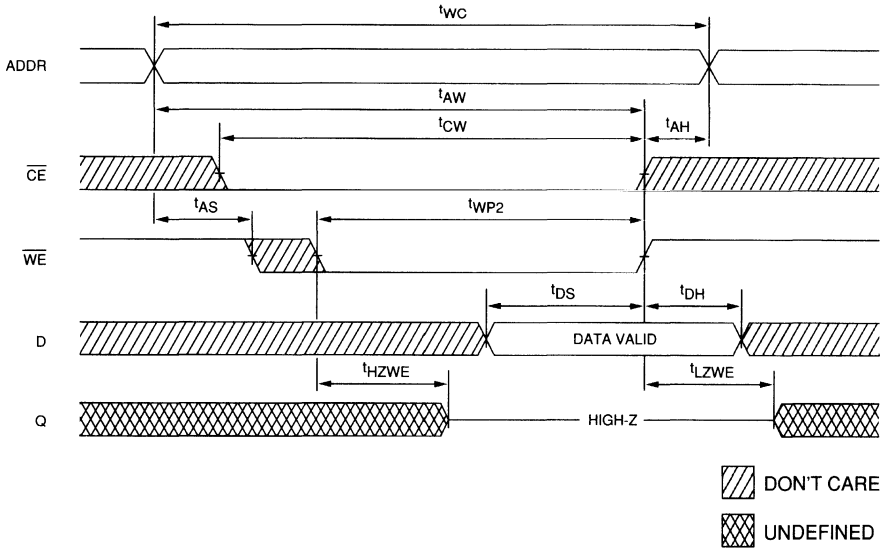 tWC
ADDR
tAW
tCW
tAH
CE
tAS
tWP2
WE
tDS
tDH
D
DATA VALID
tHZWE
tLZWE
Q
HIGH-Z
DON'T CARE
UNDEFINED